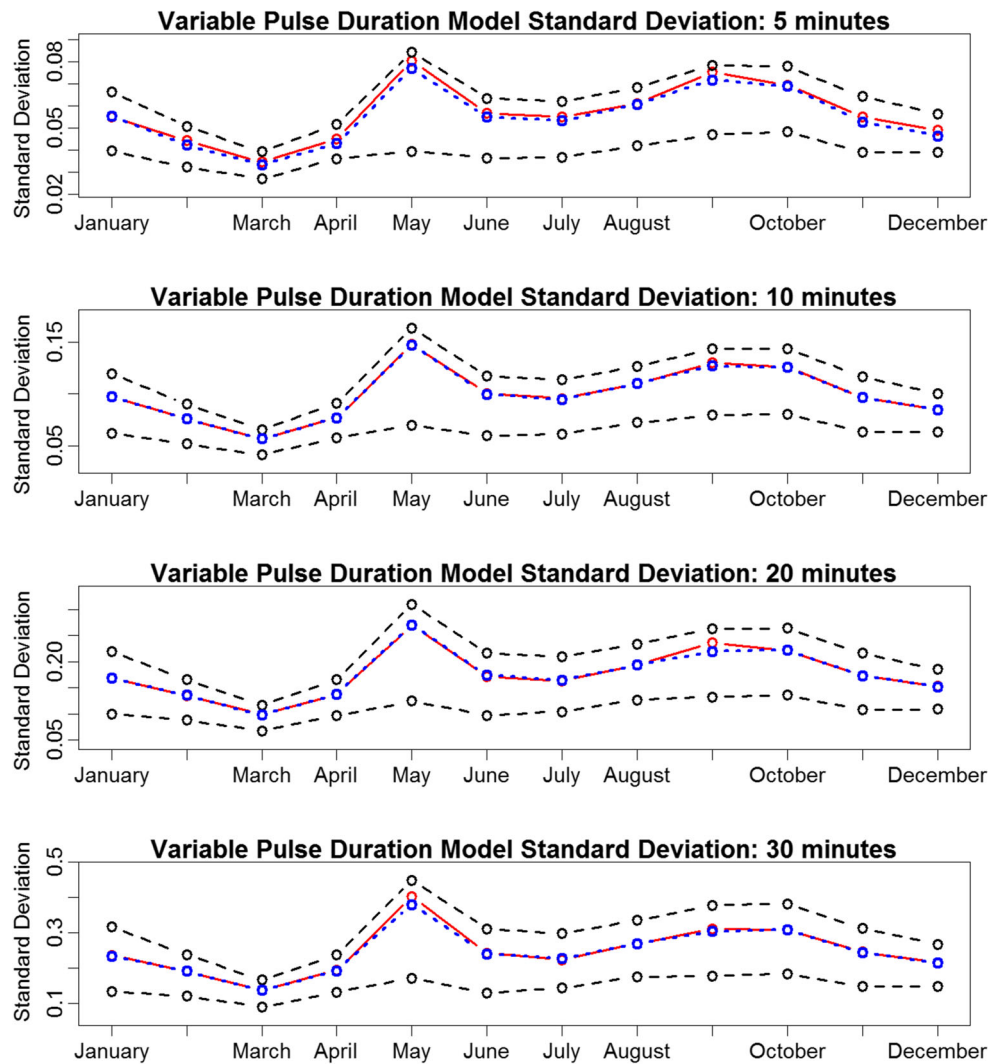 Variable Pulse Duration Model Standard Deviation: 5 minutes
Standard Deviation
0.08
0.05
0.02
January March April May June July August October December
Variable Pulse Duration Model Standard Deviation: 10 minutes
Standard Deviation
0.15
0.05
January March April May June July August October December
Variable Pulse Duration Model Standard Deviation: 20 minutes
Standard Deviation
0.20
0.05
January March April May June July August October December
Variable Pulse Duration Model Standard Deviation: 30 minutes
Standard Deviation
0.5
0.3
0.1
January March April May June July August October December